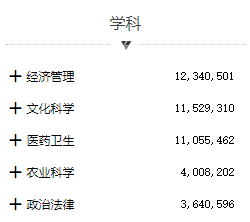 学科
经济管理 12,340,501
文化科学 11,529,310
医药卫生 11,055,462
农业科学 4,008,202
政治法律 3,640,596